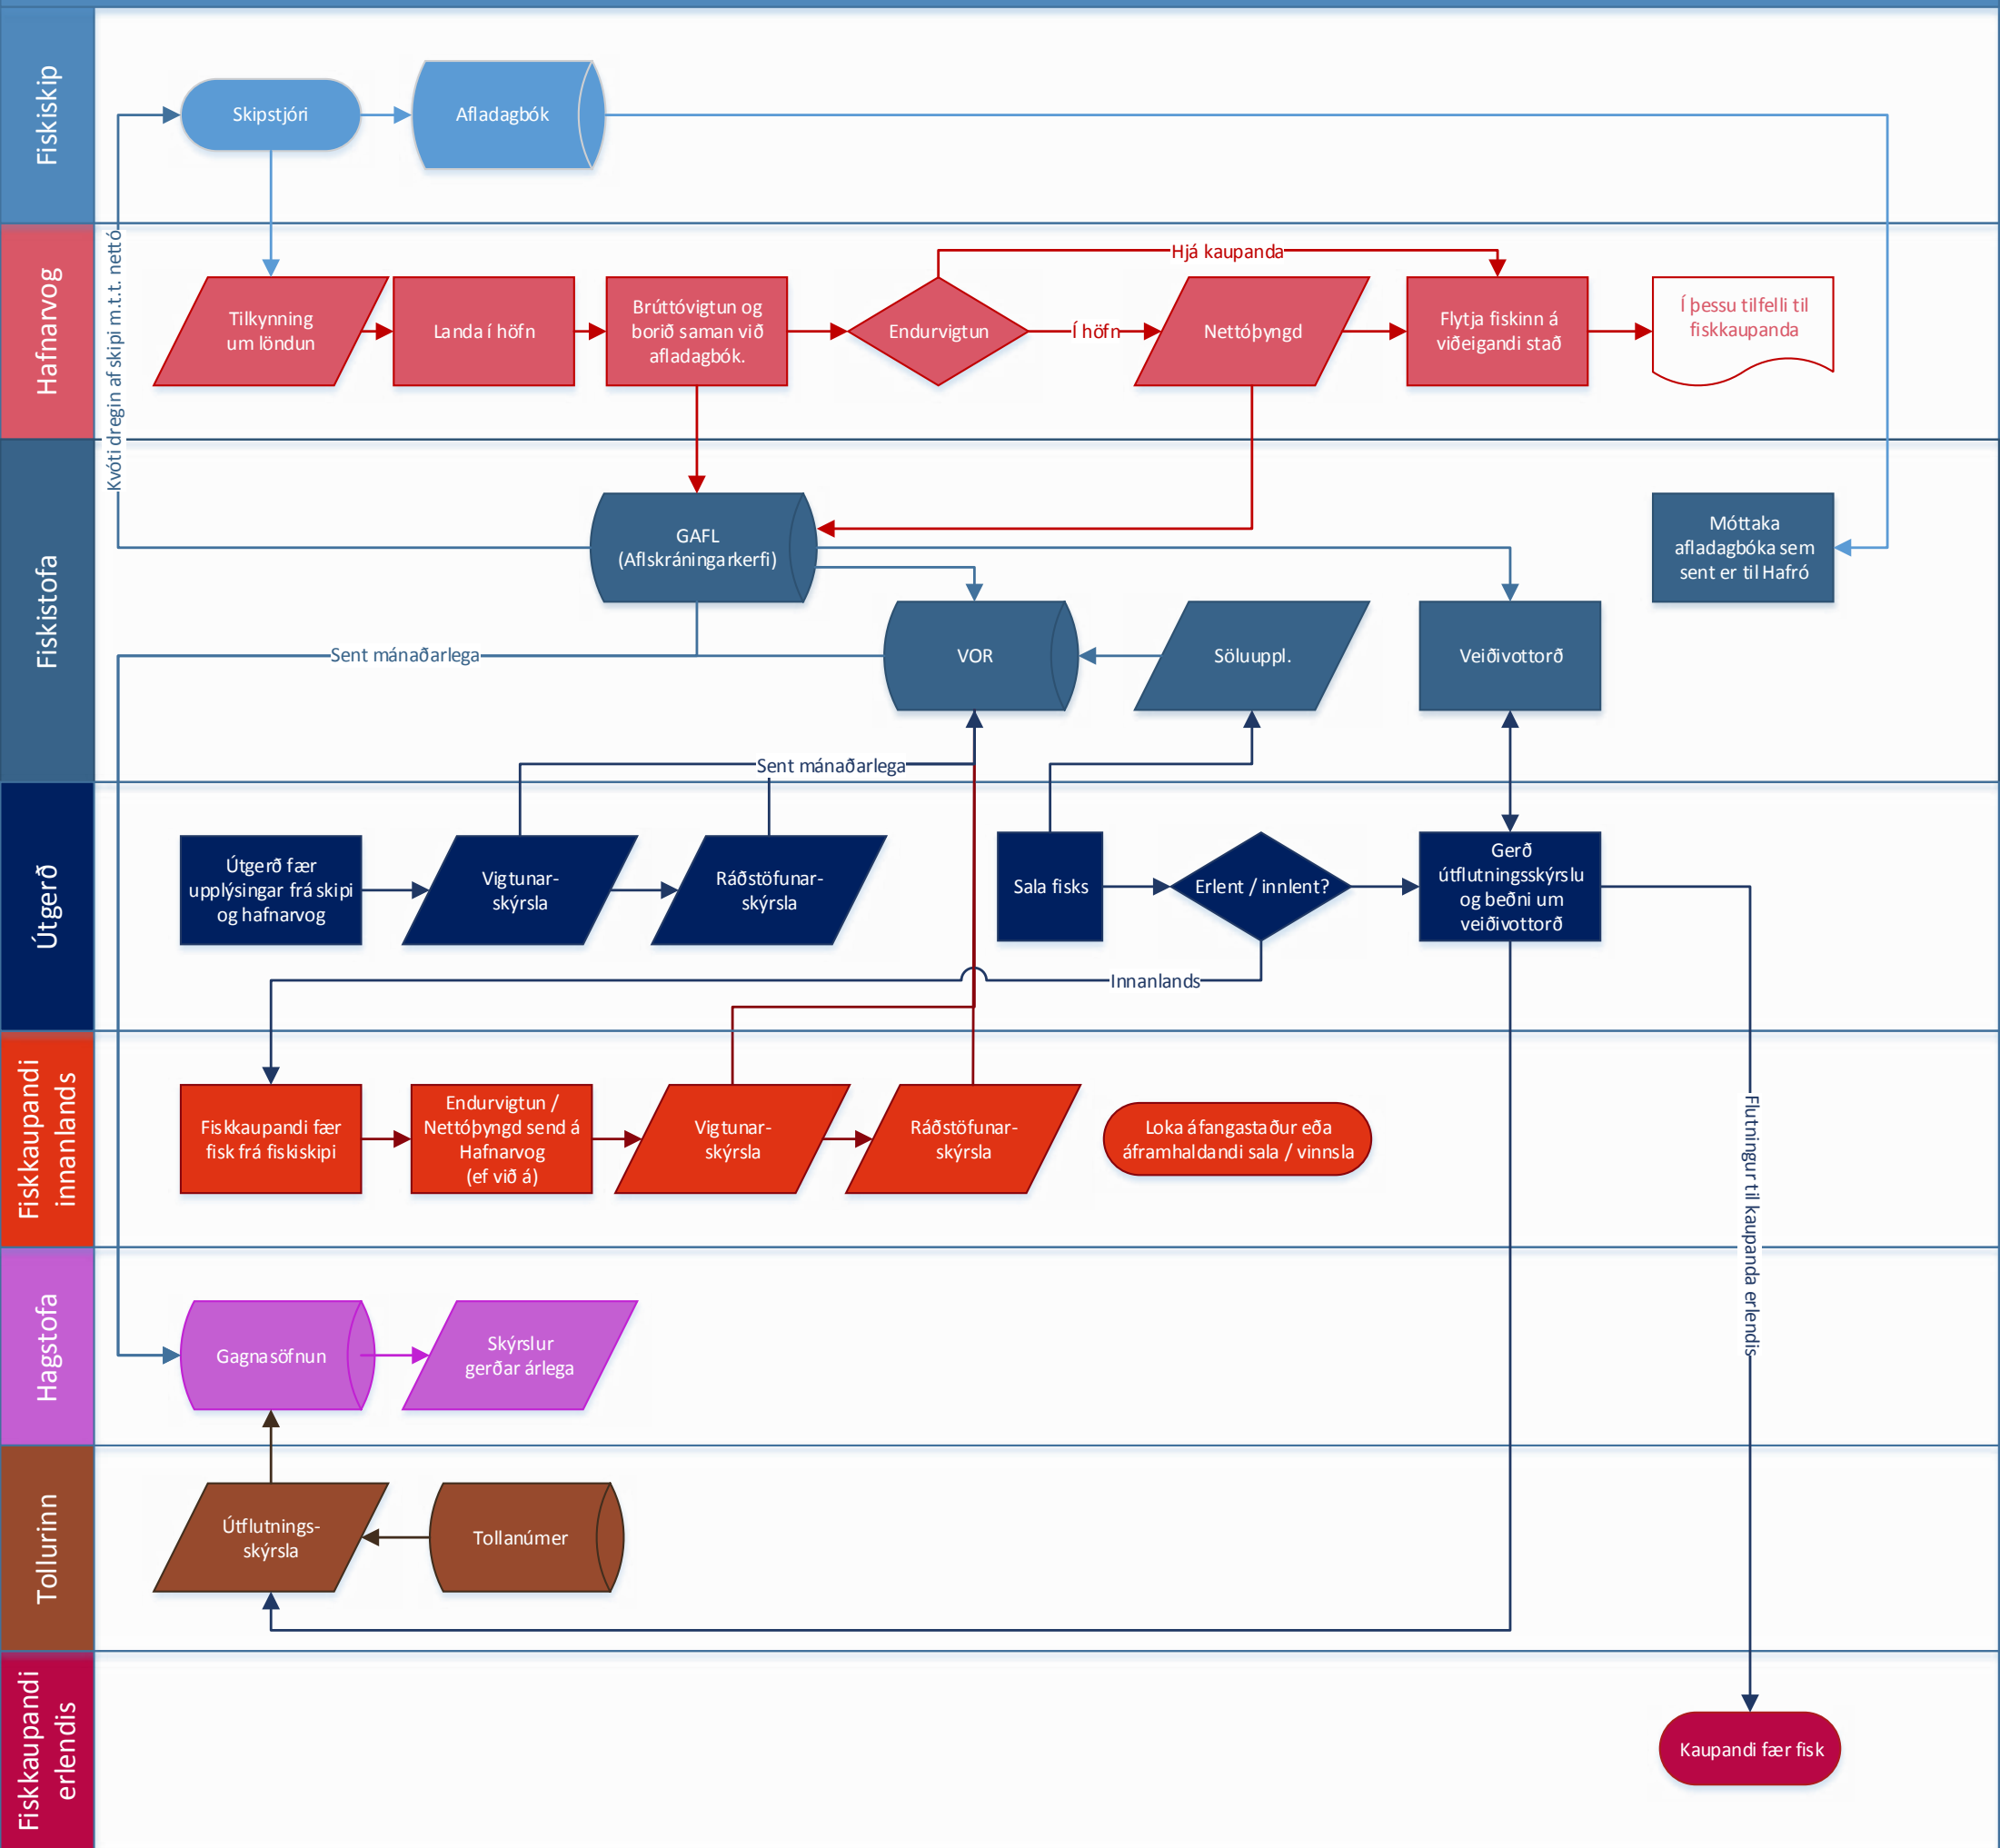 Fiskiskip
Skipstjóri
Afladagbók
Kvóti dregin af skipi m.t.t. nettó
Hafnarvog
Hjá kaupanda
Tilkynning
um löndun
Landa í höfn
Brúttóvigtun og
borið saman við
afladagbók.
Endurvigtun
Í höfn
Nettóþyngd
Flytja fiskinn á
viðeigandi stað
Í þessu tilfelli til
fiskkaupanda
Fiskistofa
GAFL
(Aflskráningarkerfi)
Móttaka
afladagbóka sem
sent er til Hafró
Sent mánaðarlega
VOR
Söluuppl.
Veiðivottorð
Sent mánaðarlega
Útgerð
Útgerð fær
upplýsingar frá skipi
og hafnarvog
Vigtunar-
skýrsla
Ráðstöfunar-
skýrsla
Sala fisks
Erlent / innlent?
Gerð
útflutningsskýrslu
og beðni um
veiðivottorð
Innanlands
Fiskkaupandi
innanlands
Fiskkaupandi fær
fisk frá fiskiskipi
Endurvigtun /
Nettóþyngd send á
Hafnarvog
(ef við á)
Vigtunar-
skýrsla
Ráðstöfunar-
skýrsla
Loka áfangastaður eða
áframhaldandi sala / vinnsla
Flutningur til kaupanda erlendis
Hagstofa
Gagnasöfnun
Skýrslur
gerðar árlega
Tollurinn
Útflutnings-
skýrsla
Tollanúmer
Fiskkaupandi
erlendis
Kaupandi fær fisk